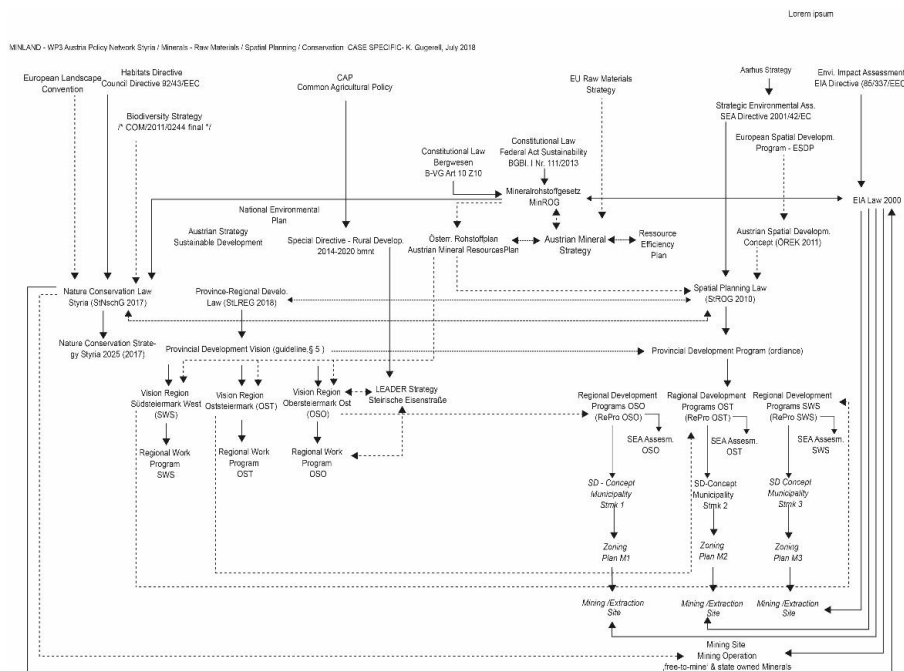 Lorem ipsum
MINLAND - WP3 Austria Policy Network Styria / Minerals - Raw Materials / Spatial Planning / Conservation CASE SPECIFIC- K. Gugerell, July 2018
European Landscape
Convention
Habitats Directive
Council Directive 92/43/EEC
Biodiversity Strategy
/* COM/2011/0244 final */
CAP
Common Agricultural Policy
EU Raw Materials
Strategy
Aarhus Strategy
Strategic Environmental Ass.
SEA Directive 2001/42/EC
Envi. Impact Assessment
EIA Directive (85/337/EEC
European Spatial Developm.
Program - ESDP
Constitutional Law
Bergwesen
B-VG Art 10 Z10
Constitutional Law
Federal Act Sustainability
BGBl. I Nr. 111/2013
Mineralrohstoffgesetz
MinROG
EIA Law 2000
National Environmental
Plan
Austrian Strategy
Sustainable Development
Special Directive - Rural Develop.
2014-2020 bmnt
Österr. Rohstoffplan
Austrian Mineral ResourcesPlan
Austrian Mineral
Strategy
Ressource
Efficiency
Plan
Austrian Spatial Developm.
Concept (ÖREK 2011)
Nature Conservation Law
Styria (StNschG 2017)
Province-Regional Develo.
Law (StLREG 2018)
Spatial Planning Law
(StROG 2010)
Nature Conservation Strate-
gy Styria 2025 (2017)
Provincial Development Vision (guideline,§ 5 )
Provincial Development Program (ordiance)
Vision Region
Südsteiermark West
(SWS)
Vision Region
Oststeiermark (OST)
Vision Region
Obersteiermark Ost
(OSO)
LEADER Strategy
Steirische Eisenstraße
Regional Development
Programs OSO
(RePro OSO)
Regional Development
Programs OST
(RePro OST)
Regional Development
Programs SWS
(RePro SWS)
SEA Assesm.
OSO
SEA Assesm.
OST
SEA Assesm.
SWS
Regional Work
Program
SWS
Regional Work
Program
OST
Regional Work
Program
OSO
SD - Concept
Municipality
Stmk 1
SD-Concept
Municipality
Stmk 2
SD Concept
Municipality
Stmk 3
Zoning
Plan M1
Zoning
Plan M2
Zoning
Plan M3
Mining /Extraction
Site
Mining /Extraction
Site
Mining /Extraction
Site
Mining Site
Mining Operation
‚free-to-mine' & state owned Minerals